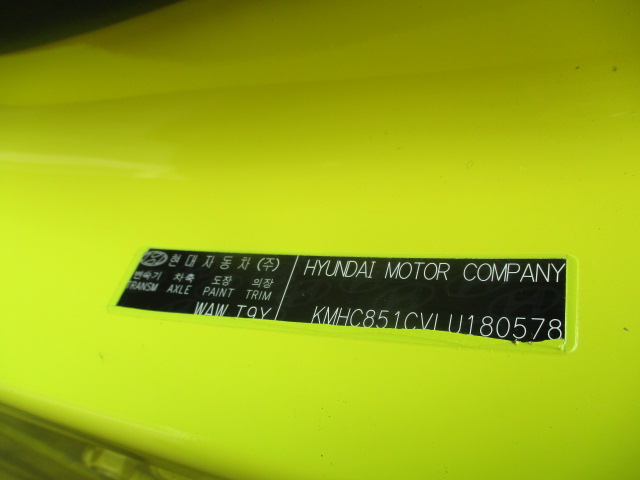 현대자동차(주)
HYUNDAI MOTOR COMPANY
변속기 차축 도장 의장
TRANSM AXLE PAINT TRIM
WAW T9Y
KMHC851CVLU180578